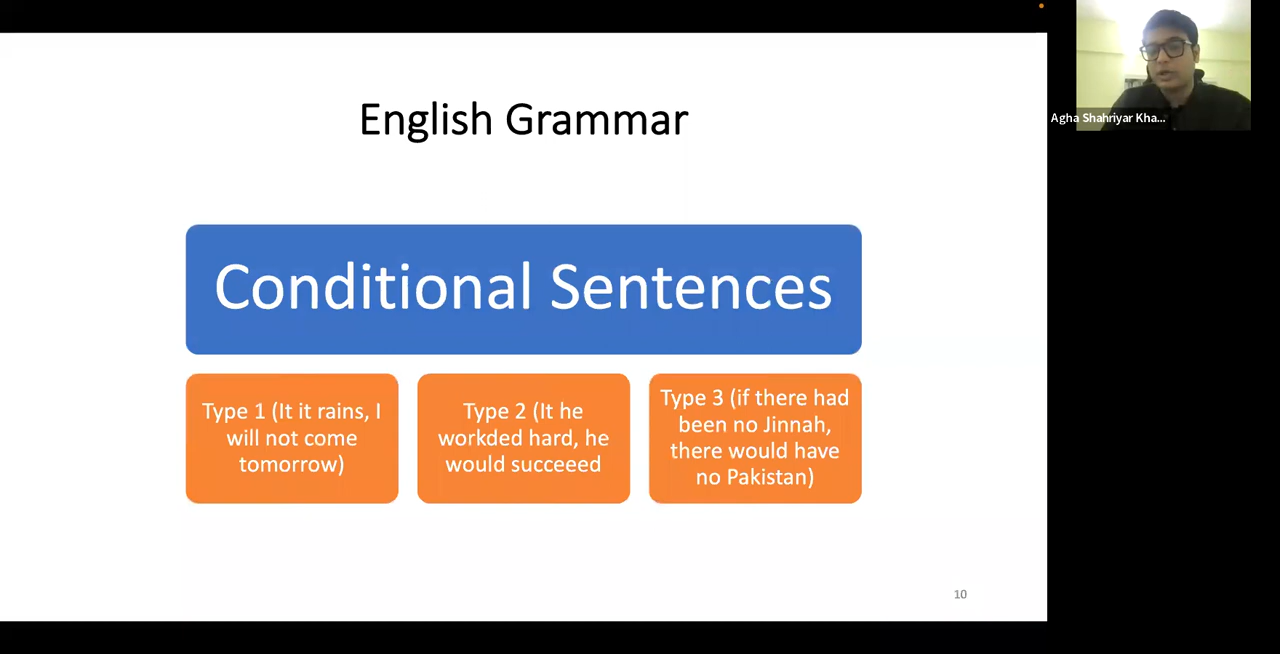 English Grammar
Conditional Sentences
Type 1 (It it rains, I
will not come
tomorrow)
Type 2 (It he
workded hard, he
would succeeed
Type 3 (if there had
been no Jinnah,
there would have
no Pakistan)
10
Agha Shahriyar Kha...